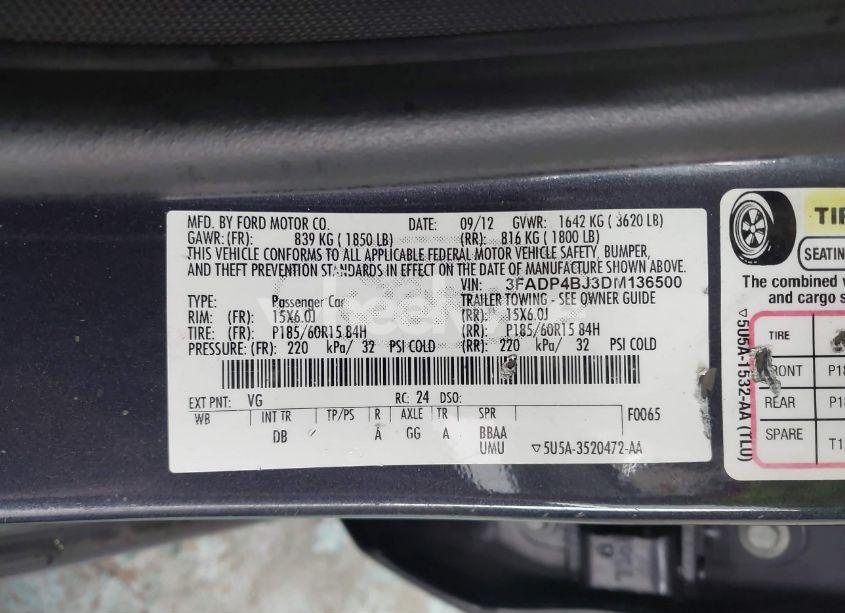 MFD. BY FORD MOTOR CO. DATE: 09/12 GVWR: 1642 KG ( 3620 LB)
GAWR: (FR): 839 KG ( 1850 LB) (RR): 816 KG ( 1800 LB)
THIS VEHICLE CONFORMS TO ALL APPLICABLE FEDERAL MOTOR VEHICLE SAFETY, BUMPER,
AND THEFT PREVENTION STANDARDS IN EFFECT ON THE DATE OF MANUFACTURE SHOWN ABOVE.
VIN: 3FADP4BJ3DM136500
TYPE: Passenger Car TRAILER TOWING - SEE OWNER GUIDE
RIM: (FR): 15X6.0J (RR): 15X6.0J
TIRE: (FR): P185/60R15 84H (RR): P185/60R15 84H
PRESSURE: (FR): 220 kPa/ 32 PSI COLD (RR): 220 kPa/ 32 PSI COLD
EXT PNT: VG RC: 24 DSO:
WB INT TR TP/PS R AXLE TR SPR F0065
DB A GG A BBAA
UMU ▽5U5A-3520472-AA
SEATING
The combined
and cargo
TIRE
FRONT
REAR
SPARE
▽5U5A-1532-AA (TLU)